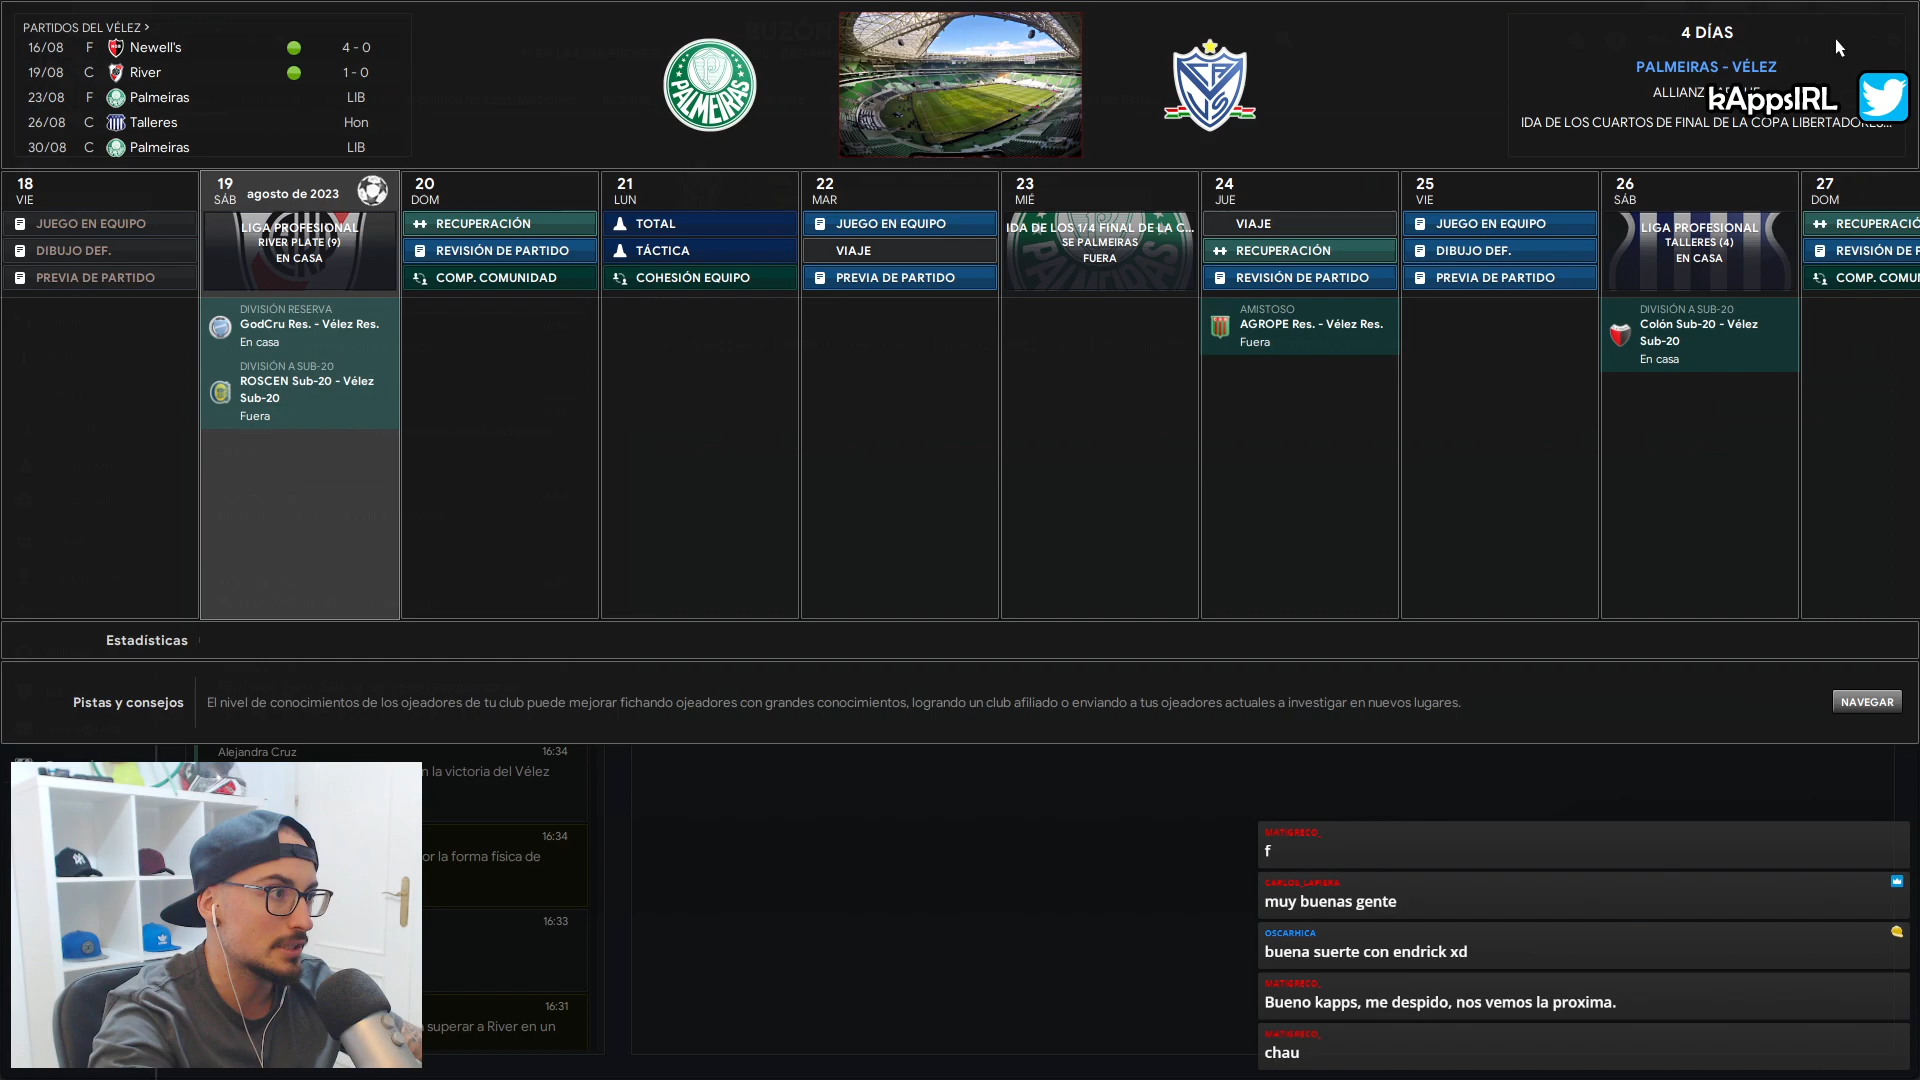 PARTIDOS DEL VÉLEZ >
16/08 F Newell's 4 - 0
19/08 C River 1 - 0
23/08 F Palmeiras LIB
26/08 C Talleres Hon
30/08 C Palmeiras LIB
PALMEIRAS
4 DÍAS
PALMEIRAS - VÉLEZ
ALLIANZ
kAppsIRL
IDA DE LOS CUARTOS DE FINAL DE LA COPA LIBERTADORES...
18
VIE
JUEGO EN EQUIPO
DIBUJO DEF.
PREVIA DE PARTIDO
19
SÁB
agosto de 2023
LIGA PROFESIONAL
RIVER PLATE (9)
EN CASA
DIVISIÓN RESERVA
GodCru Res. - Vélez Res.
En casa
DIVISIÓN A SUB-20
ROSCEN Sub-20 - Vélez
Sub-20
Fuera
20
DOM
RECUPERACIÓN
REVISIÓN DE PARTIDO
COMP. COMUNIDAD
21
LUN
TOTAL
TÁCTICA
COHESIÓN EQUIPO
22
MAR
JUEGO EN EQUIPO
VIAJE
PREVIA DE PARTIDO
23
MIÉ
IDA DE LOS 1/4 FINAL DE LA C...
SE PALMEIRAS
FUERA
24
JUE
VIAJE
RECUPERACIÓN
REVISIÓN DE PARTIDO
AMISTOSO
AGROPE Res. - Vélez Res.
Fuera
25
VIE
JUEGO EN EQUIPO
DIBUJO DEF.
PREVIA DE PARTIDO
26
SÁB
LIGA PROFESIONAL
TALLERES (4)
EN CASA
DIVISIÓN A SUB-20
Colón Sub-20 - Vélez
Sub-20
En casa
27
DOM
RECUPERACIÓ
REVISIÓN DE P
COMP. COMUN
Estadísticas
Pistas y consejos
El nivel de conocimientos de los ojeadores de tu club puede mejorar fichando ojeadores con grandes conocimientos, logrando un club afiliado o enviando a tus ojeadores actuales a investigar en nuevos lugares.
NAVEGAR
Alejandra Cruz 16:34
n la victoria del Vélez
16:34
or la forma física de
16:33
16:31
superar a River en un
MATIGRECO_
f
CARLOS_LAPIERA
muy buenas gente
OSCARHICA
buena suerte con endrick xd
MATIGRECO_
Bueno kapps, me despido, nos vemos la proxima.
MATIGRECO_
chau